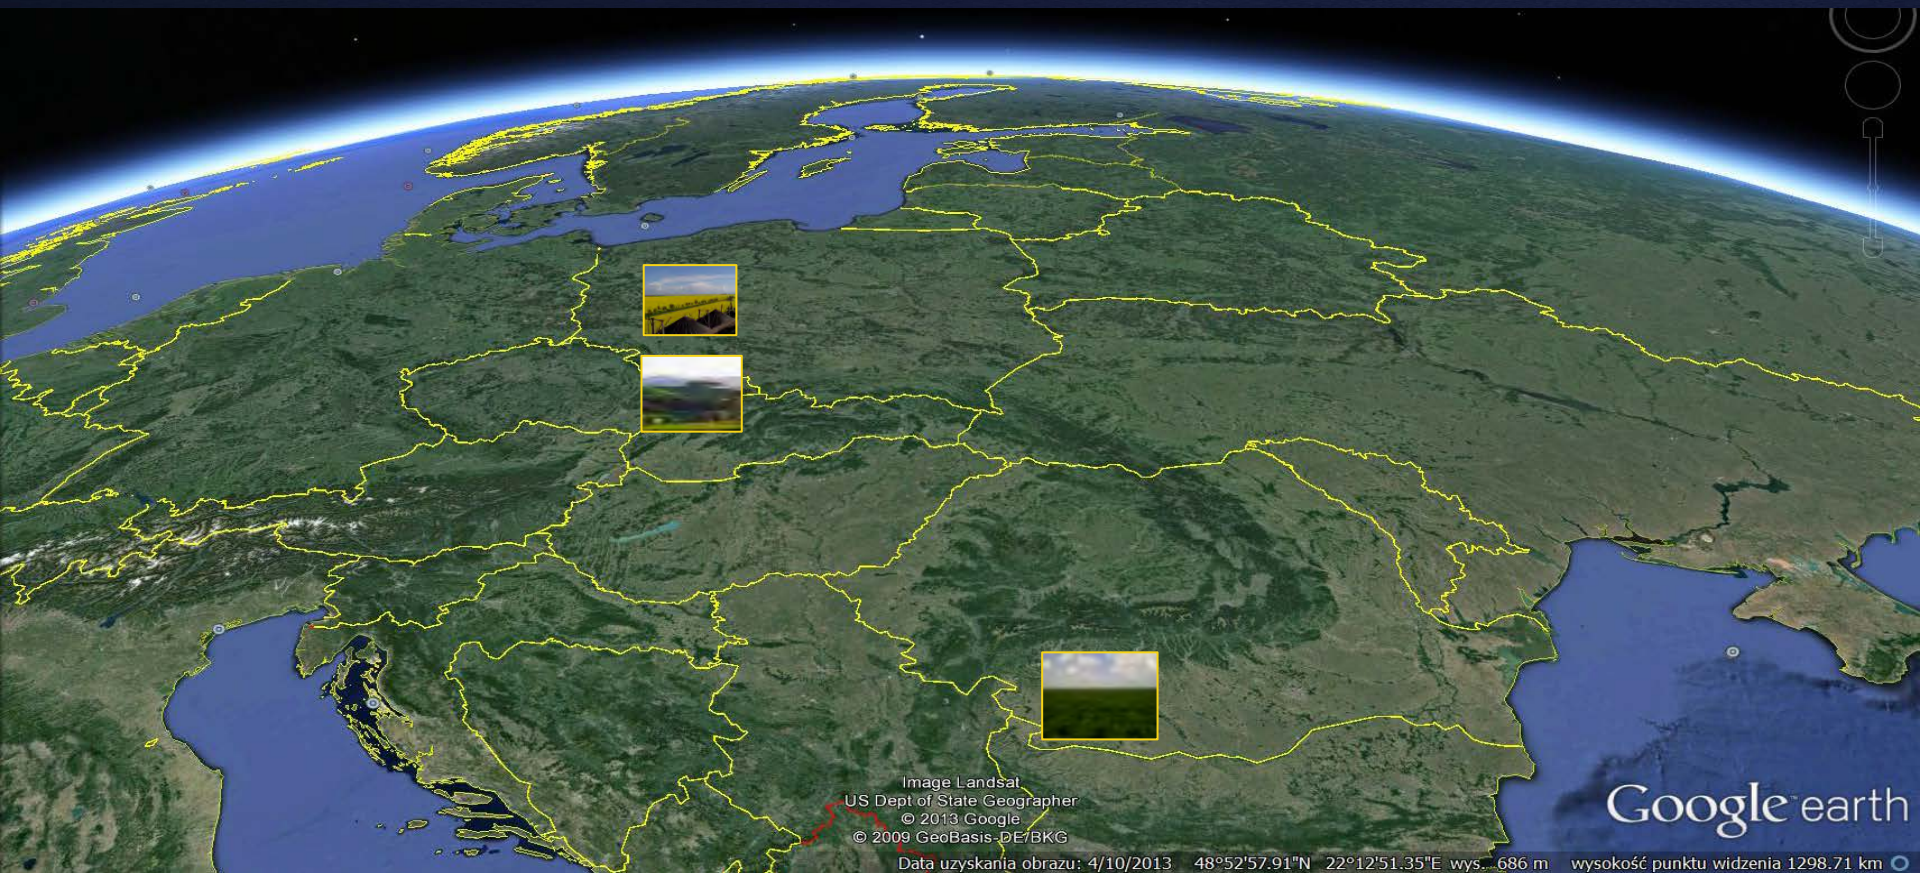 Image Landsat
US Dept of State Geographer
© 2013 Google
© 2009 GeoBasis-DE/BKG
Google earth
Data uzyskania obrazu: 4/10/2013 48°52'57.91"N 22°12'51.35"E wys. 686 m wysokość punktu widzenia 1298.71 km